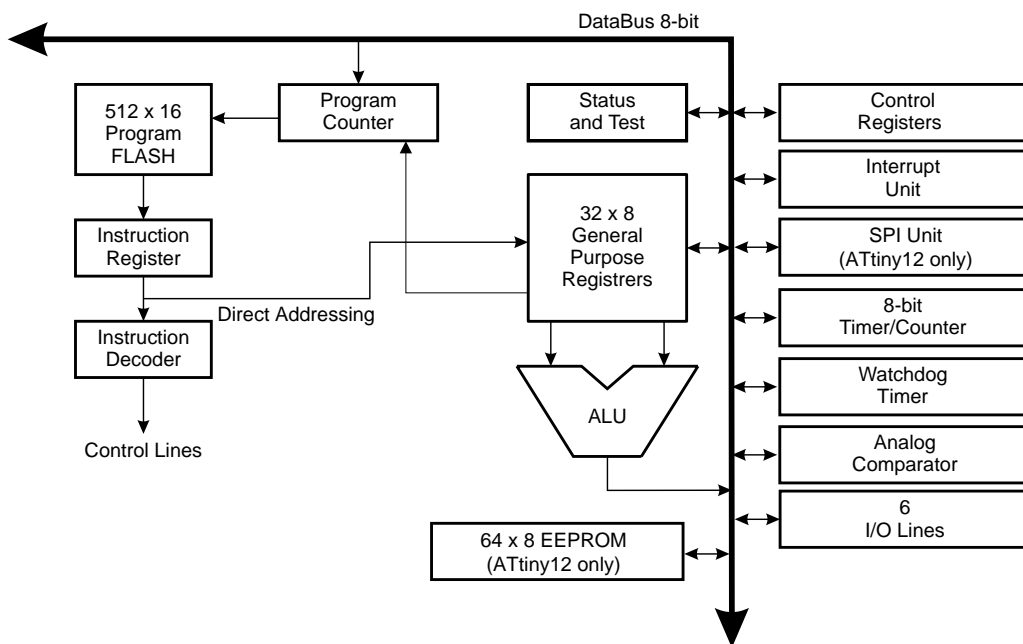 DataBus 8-bit
512 x 16
Program
FLASH
Program
Counter
Status
and Test
Control
Registers
Interrupt
Unit
32 x 8
General
Purpose
Registrers
Instruction
Register
SPI Unit
(ATtiny12 only)
Direct Addressing
8-bit
Timer/Counter
Instruction
Decoder
Watchdog
Timer
ALU
Control Lines
Analog
Comparator
6
I/O Lines
64 x 8 EEPROM
(ATtiny12 only)